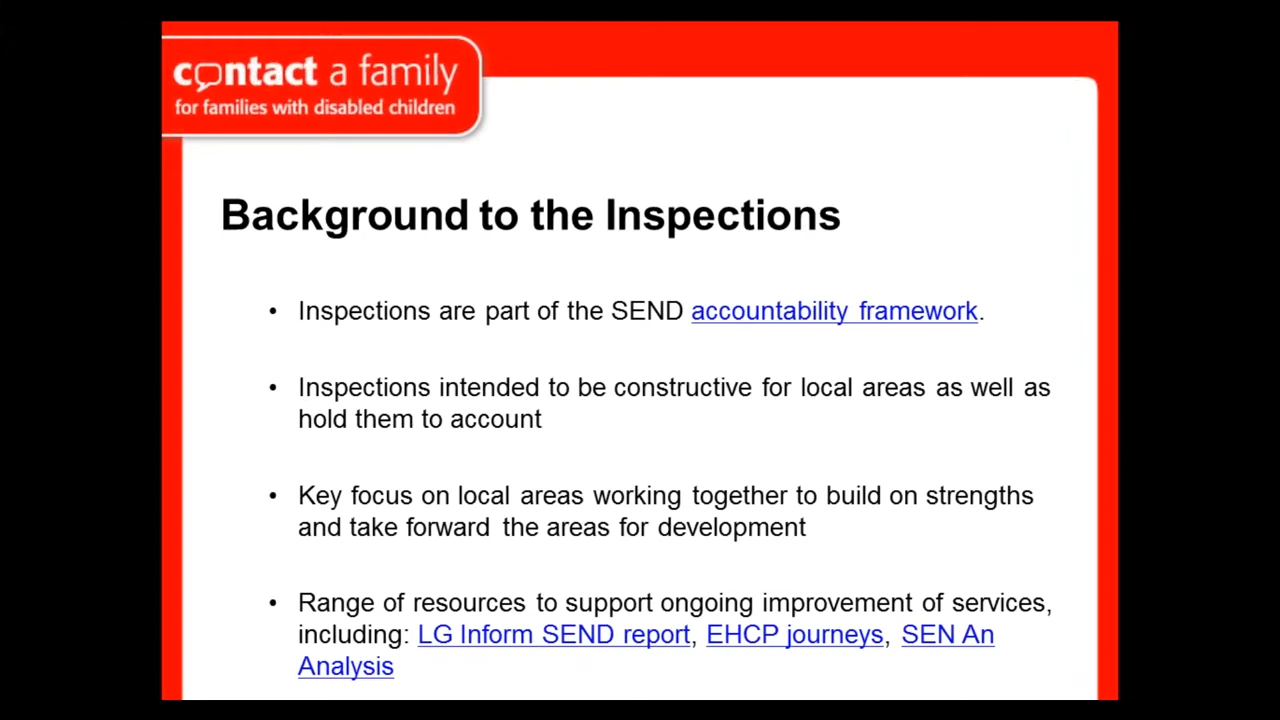 contact a family
for families with disabled children
Background to the Inspections
• Inspections are part of the SEND accountability framework.
• Inspections intended to be constructive for local areas as well as
hold them to account
• Key focus on local areas working together to build on strengths
and take forward the areas for development
• Range of resources to support ongoing improvement of services,
including: LG Inform SEND report, EHCP journeys, SEN An
Analysis